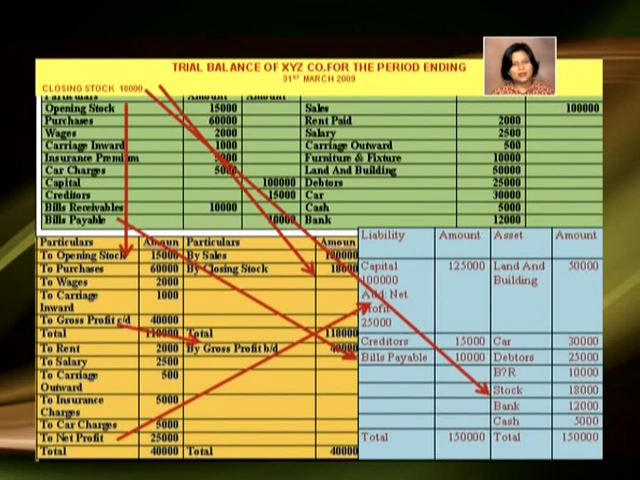 TRIAL BALANCE OF XYZ CO.FOR THE PERIOD ENDING
31ST MARCH 2009
CLOSING STOCK 18000
Particulars Amount Amount
Opening Stock 15000 Sales 100000
Purchases 60000 Rent Paid 2000
Wages 2000 Salary 2500
Carriage Inward 1000 Carriage Outward 500
Insurance Premium Furniture & Fixture 10000
Car Charges 5000 Land And Building 50000
Capital 100000 Debtors 25000
Creditors 15000 Car 30000
Bills Receivables 10000 Cash 5000
Bills Payable 10000 Bank 12000
Particulars Amoun Particulars Amoun
To Opening Stock 15000 By Sales
To Purchases 60000 By Closing Stock 18000
To Wages 2000
To Carriage 1000
Inward
To Gross Profit c/d 40000
Total Total 118000
To Rent 2000 By Gross Profit b/d
To Salary 2500
To Carriage 500
Outward
To Insurance 5000
Charges
To Car Charges 5000
To Net Profit 25000
Total 40000 Total 40000
Liability Amount Asset Amount
Capital 125000 Land And 50000
100000 Building
Add: Net
Profit
25000
Creditors 15000 Car 30000
Bills Payable 10000 Debtors 25000
B?R 10000
Stock 18000
Bank 12000
Cash 5000
Total 150000 Total 150000